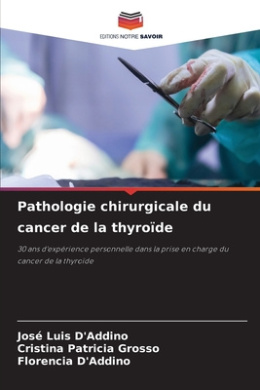 EDITIONS NOTRE SAVOIR
Pathologie chirurgicale du
cancer de la thyroïde
30 ans d'expérience personnelle dans la prise en charge du
cancer de la thyroïde
José Luis D'Addino
Cristina Patricia Grosso
Florencia D'Addino